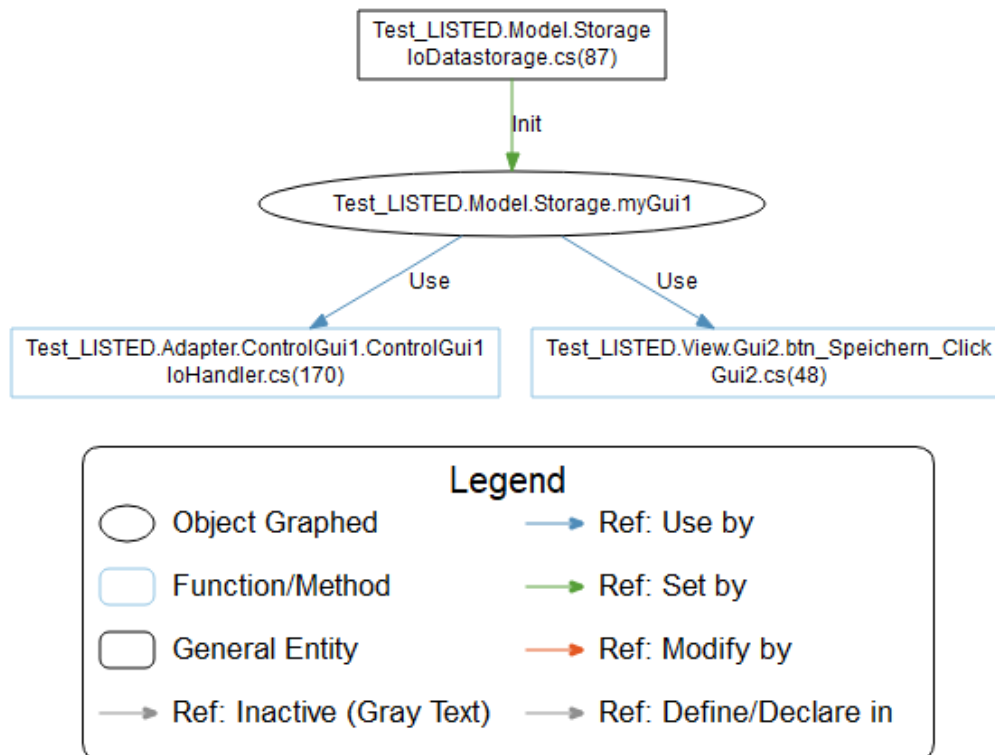 Test_LISTED.Model.Storage
IoDatastorage.cs(87)
Init
Test_LISTED.Model.Storage.myGui1
Use
Use
Test_LISTED.Adapter.ControlGui1.ControlGui1
IoHandler.cs(170)
Test_LISTED.View.Gui2.btn_Speichern_Click
Gui2.cs(48)
Legend
Object Graphed
Ref: Use by
Function/Method
Ref: Set by
General Entity
Ref: Modify by
Ref: Inactive (Gray Text)
Ref: Define/Declare in